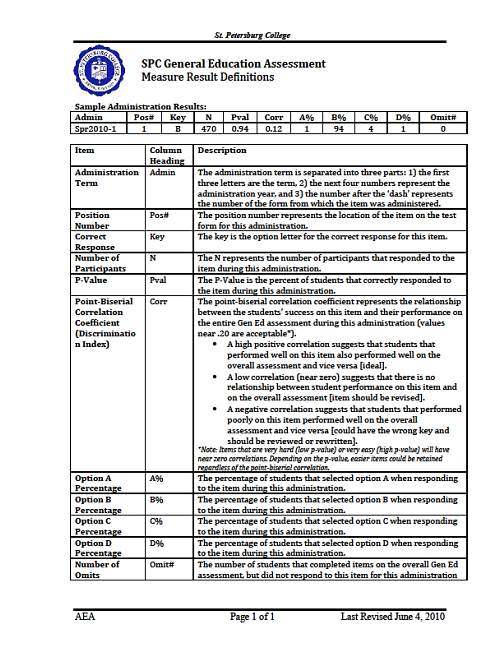 St. Petersburg College
SPC General Education Assessment
Measure Result Definitions
Sample Administration Results:
Admin Pos# Key N Pval Corr A% B% C% D% Omit#
Spr2010-1 1 B 470 0.94 0.12 1 94 4 1 0
Item Column Description
Heading
Administration Admin The administration term is separated into three parts: 1) the first
Term three letters are the term, 2) the next four numbers represent the
administration year, and 3) the number after the 'dash' represents
the number of the form from which the item was administered.
Position Pos# The position number represents the location of the item on the test
Number form for this administration.
Correct Key The key is the option letter for the correct response for this item.
Response
Number of N The N represents the number of participants that responded to the
Participants item during this administration.
P-Value Pval The P-Value is the percent of students that correctly responded to
the item during this administration.
Point-Biserial Corr The point-biserial correlation coefficient represents the relationship
Correlation between the students' success on this item and their performance on
Coefficient the entire Gen Ed assessment during this administration (values
(Discriminatio near .20 are acceptable*).
n Index) • A high positive correlation suggests that students that
performed well on this item also performed well on the
overall assessment and vice versa [ideal].
• A low correlation (near zero) suggests that there is no
relationship between student performance on this item and
on the overall assessment [item should be revised].
• A negative correlation suggests that students that performed
poorly on this item performed well on the overall
assessment and vice versa [could have the wrong key and
should be reviewed or rewritten].
*Note: Items that are very hard (low p-value) or very easy (high p-value) will have
near zero correlations. Depending on the p-value, easier items could be retained
regardless of the point-biserial correlation.
Option A A% The percentage of students that selected option A when responding
Percentage to the item during this administration.
Option B B% The percentage of students that selected option B when responding
Percentage to the item during this administration.
Option C C% The percentage of students that selected option C when responding
Percentage to the item during this administration.
Option D D% The percentage of students that selected option D when responding
Percentage to the item during this administration.
Number of Omit# The number of students that completed items on the overall Gen Ed
Omits assessment, but did not respond to this item for this administration
AEA Page 1 of 1 Last Revised June 4, 2010